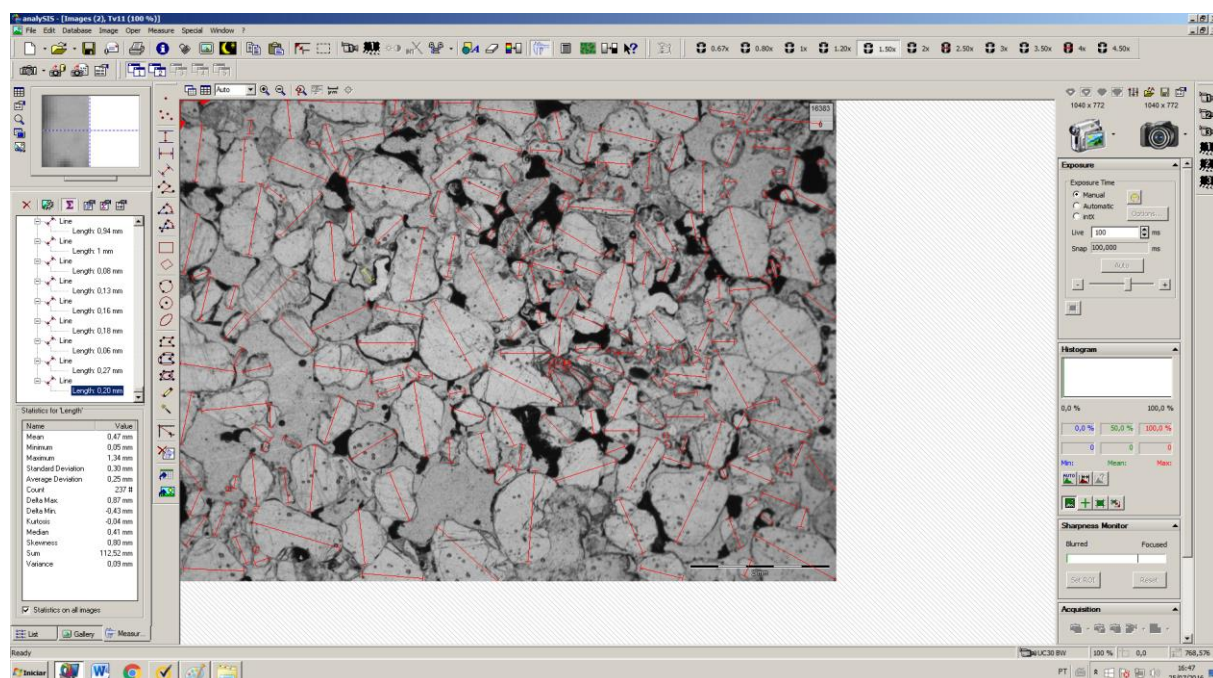 analySIS - [Images (2), Tv11 (100 %)]
File Edit Database Image Oper Measure Special Window ?
0.67x 0.80x 1x 1.20x 1.50x 2x 2.50x 3x 3.50x 4x 4.50x
Auto
1040 x 772 1040 x 772
16383
6
Exposure
Exposure Time
Manual
Automatic
intX
Options...
Live 100 ms
Snap 100,000 ms
Auto
Line
Length: 0,94 mm
Line
Length: 1 mm
Line
Length: 0,08 mm
Line
Length: 0,13 mm
Line
Length: 0,16 mm
Line
Length: 0,18 mm
Line
Length: 0,06 mm
Line
Length: 0,27 mm
Line
Length: 0,20 mm
Statistics for 'Length'
Name Value
Mean 0,47 mm
Minimum 0,05 mm
Maximum 1,34 mm
Standard Deviation 0,30 mm
Average Deviation 0,25 mm
Count 237 #
Delta Max. 0,87 mm
Delta Min. -0,43 mm
Kurtosis -0,04 mm
Median 0,41 mm
Skewness 0,80 mm
Sum 112,52 mm
Variance 0,09 mm
Statistics on all images
List Gallery Measur...
Histogram
0,0 % 100,0 %
0,0 % 50,0 % 100,0 %
0 0 0
Min: Mean: Max:
Sharpness Monitor
Blurred Focused
Set ROI Reset
Acquisition
Ready
UC30 BW 100 % 0,0 768,576
Iniciar
PT 16:47
25/07/2016